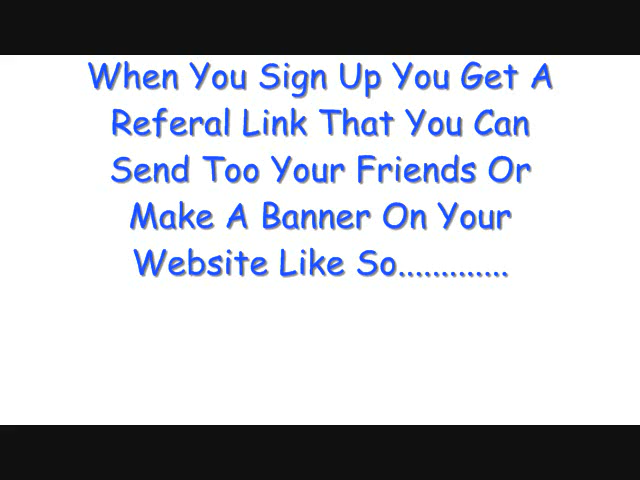 When You Sign Up You Get A
Referal Link That You Can
Send Too Your Friends Or
Make A Banner On Your
Website Like So.............